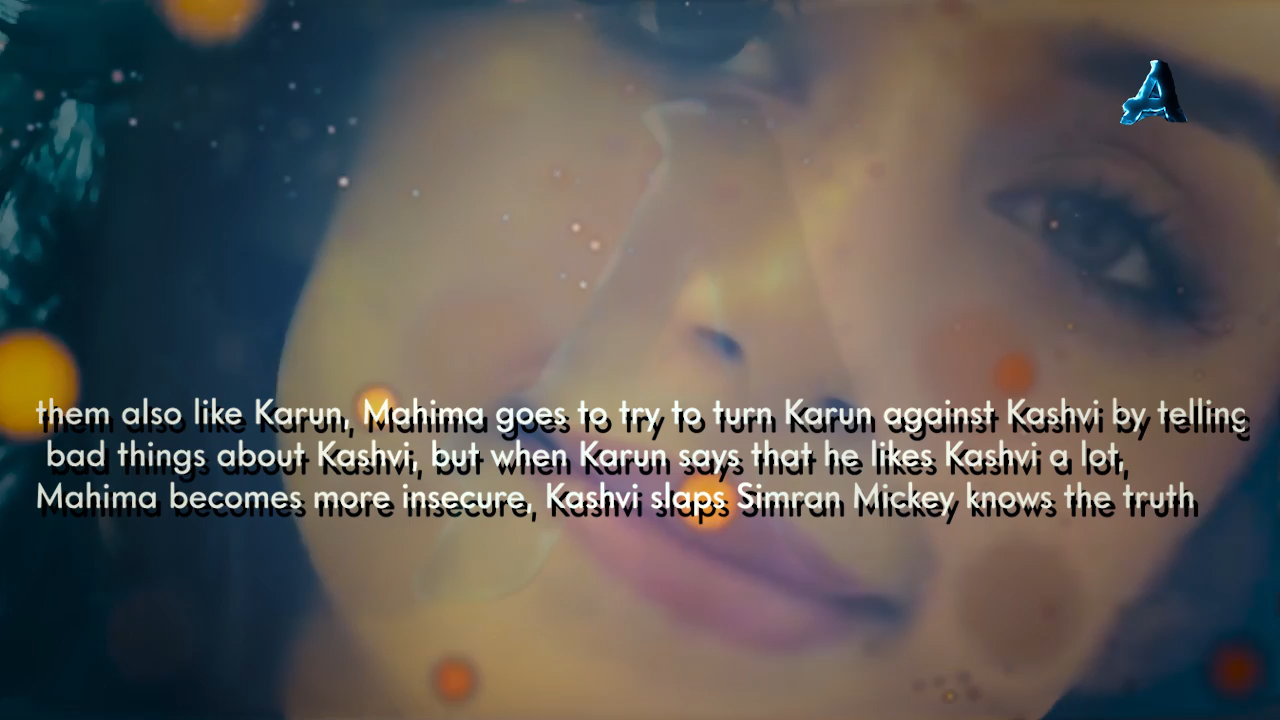 A
them also like Karun, Mahima goes to try to turn Karun against Kashvi by telling
bad things about Kashvi, but when Karun says that he likes Kashvi a lot,
Mahima becomes more insecure, Kashvi slaps Simran Mickey knows the truth